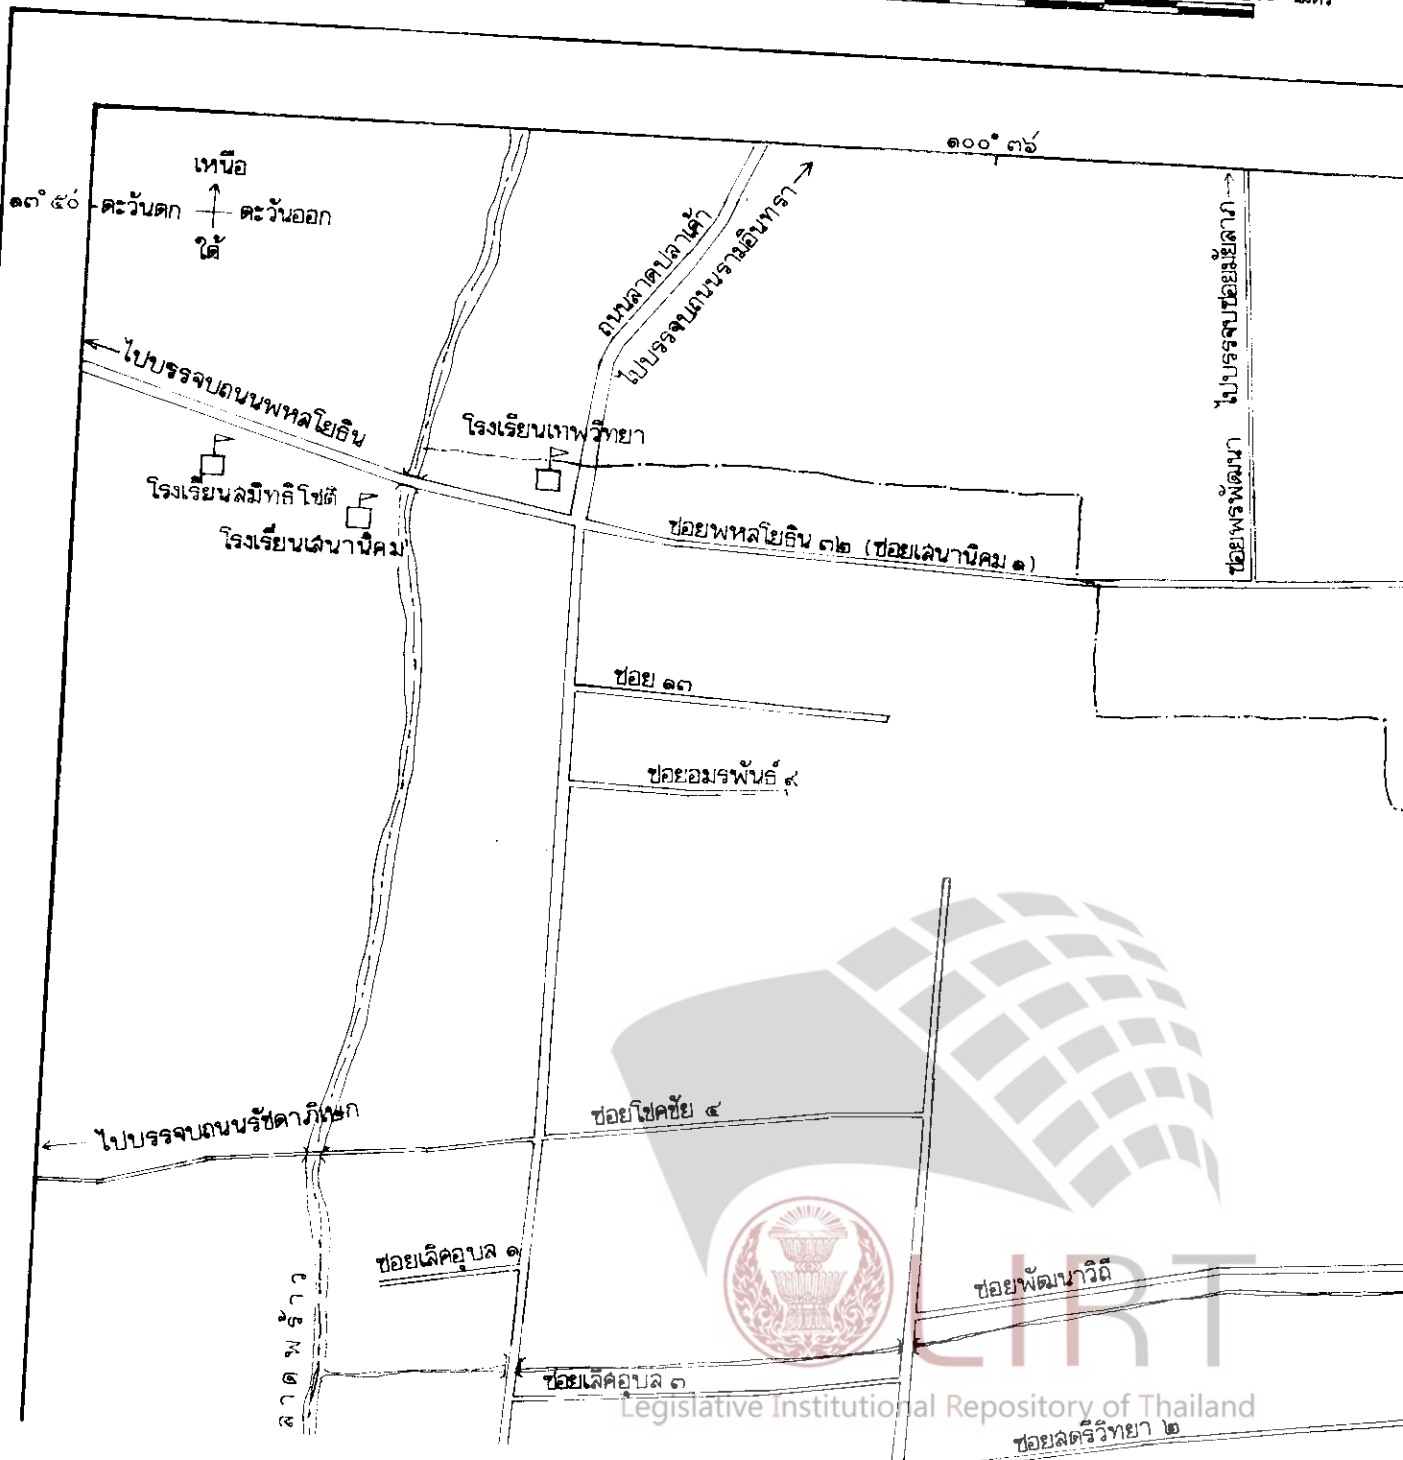 เมตร
๑๐๐° ๓๖'
เหนือ
๑๓° ๕๐'
ตะวันตก
ตะวันออก
ใต้
ถนนลาดปลาเค้า
ไปบรรจบถนนรามอินทรา
ไปบรรจบซอยมัยลาภ
ซอยพรพัฒนา
ไปบรรจบถนนพหลโยธิน
โรงเรียนเทพวิทยา
โรงเรียนสมิทธิโชติ
โรงเรียนเสนานิคม
ซอยพหลโยธิน ๓๒ (ซอยเสนานิคม ๑)
ซอย ๑๓
ซอยอมรพันธ์ ๙
ไปบรรจบถนนรัชดาภิเษก
ซอยโชคชัย ๔
ซอยเลิศอุบล ๑
ซอยพัฒนาวิถี
ลาดพร้าว
ซอยเลิศอุบล ๓
ซอยสตรีวิทยา ๒
LIRT
Legislative Institutional Repository of Thailand